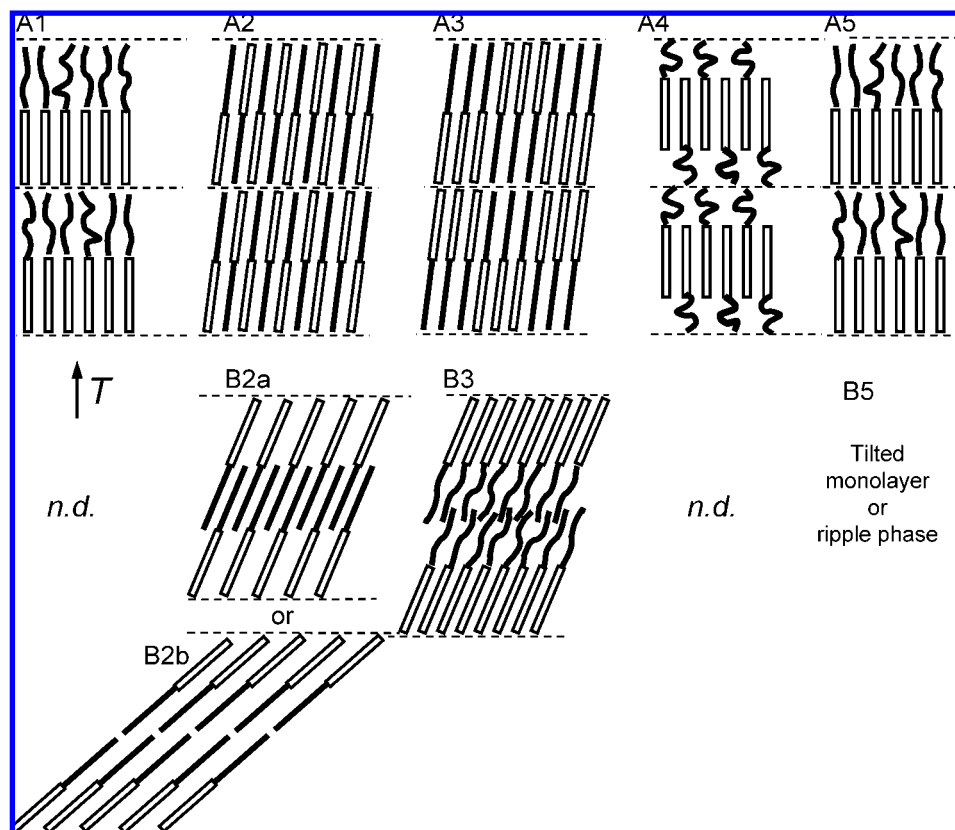 A1
A2
A3
A4
A5
T
B2a
B3
B5
n.d.
n.d.
Tilted
monolayer
or
ripple phase
or
B2b